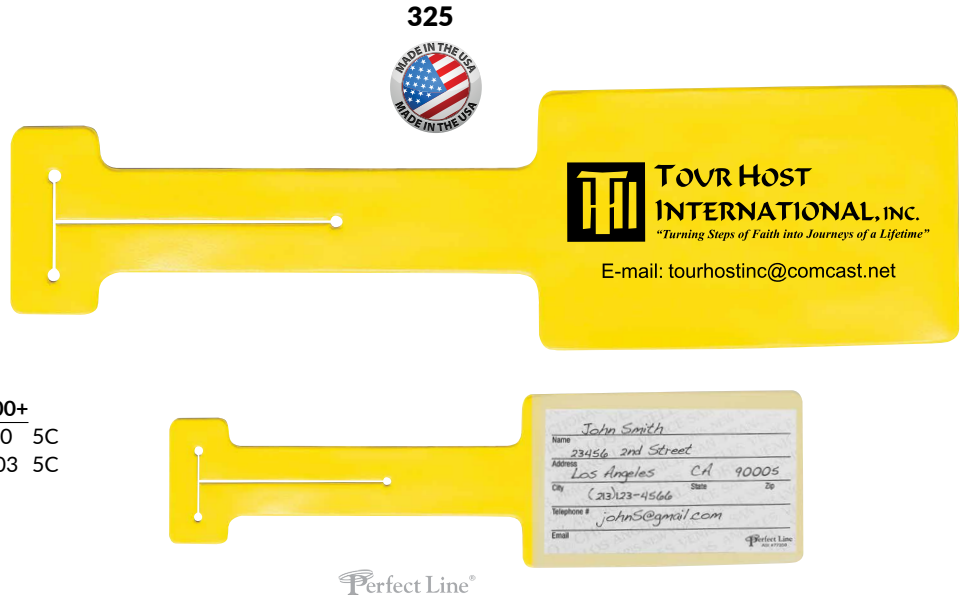 325
MADE IN THE USA
MADE IN THE USA
TOUR HOST
INTERNATIONAL, INC.
“Turning Steps of Faith into Journeys of a Lifetime”
E-mail: tourhostinc@comcast.net
00+
0 5C
03 5C
John Smith
Name
23456 2nd Street
Address
Los Angeles CA 90005
City State Zip
(213)123-4566
Telephone #
johnS@gmail.com
Email
Perfect Line
Perfect Line®